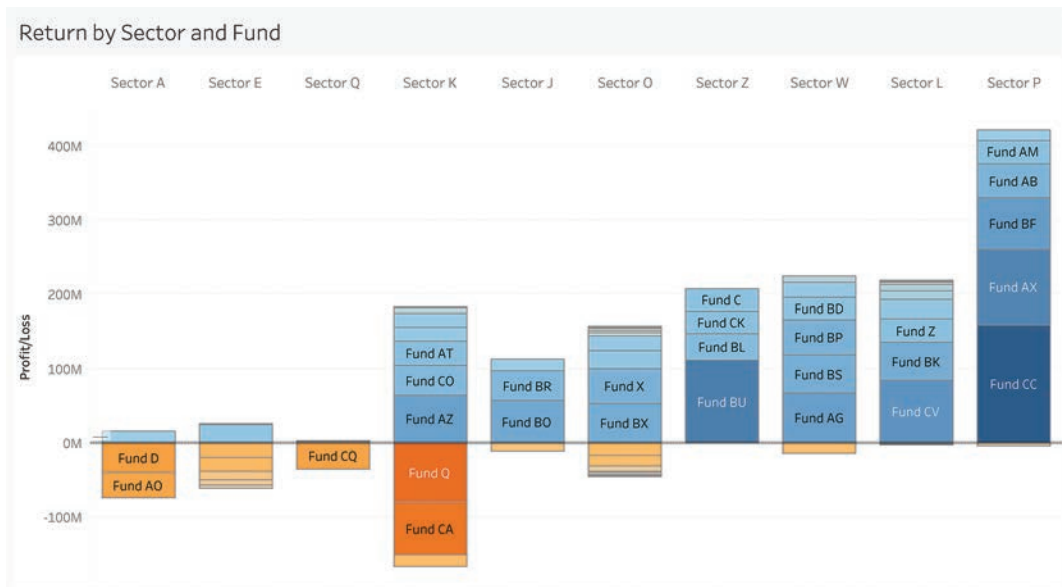 Return by Sector and Fund
Sector A Sector E Sector Q Sector K Sector J Sector O Sector Z Sector W Sector L Sector P
Profit/Loss
400M
300M
200M
100M
0M
-100M
Fund D
Fund AO
Fund CQ
Fund AT
Fund CO
Fund AZ
Fund Q
Fund CA
Fund BR
Fund BO
Fund X
Fund BX
Fund C
Fund CK
Fund BL
Fund BU
Fund BD
Fund BP
Fund BS
Fund AG
Fund Z
Fund BK
Fund CV
Fund AM
Fund AB
Fund BF
Fund AX
Fund CC